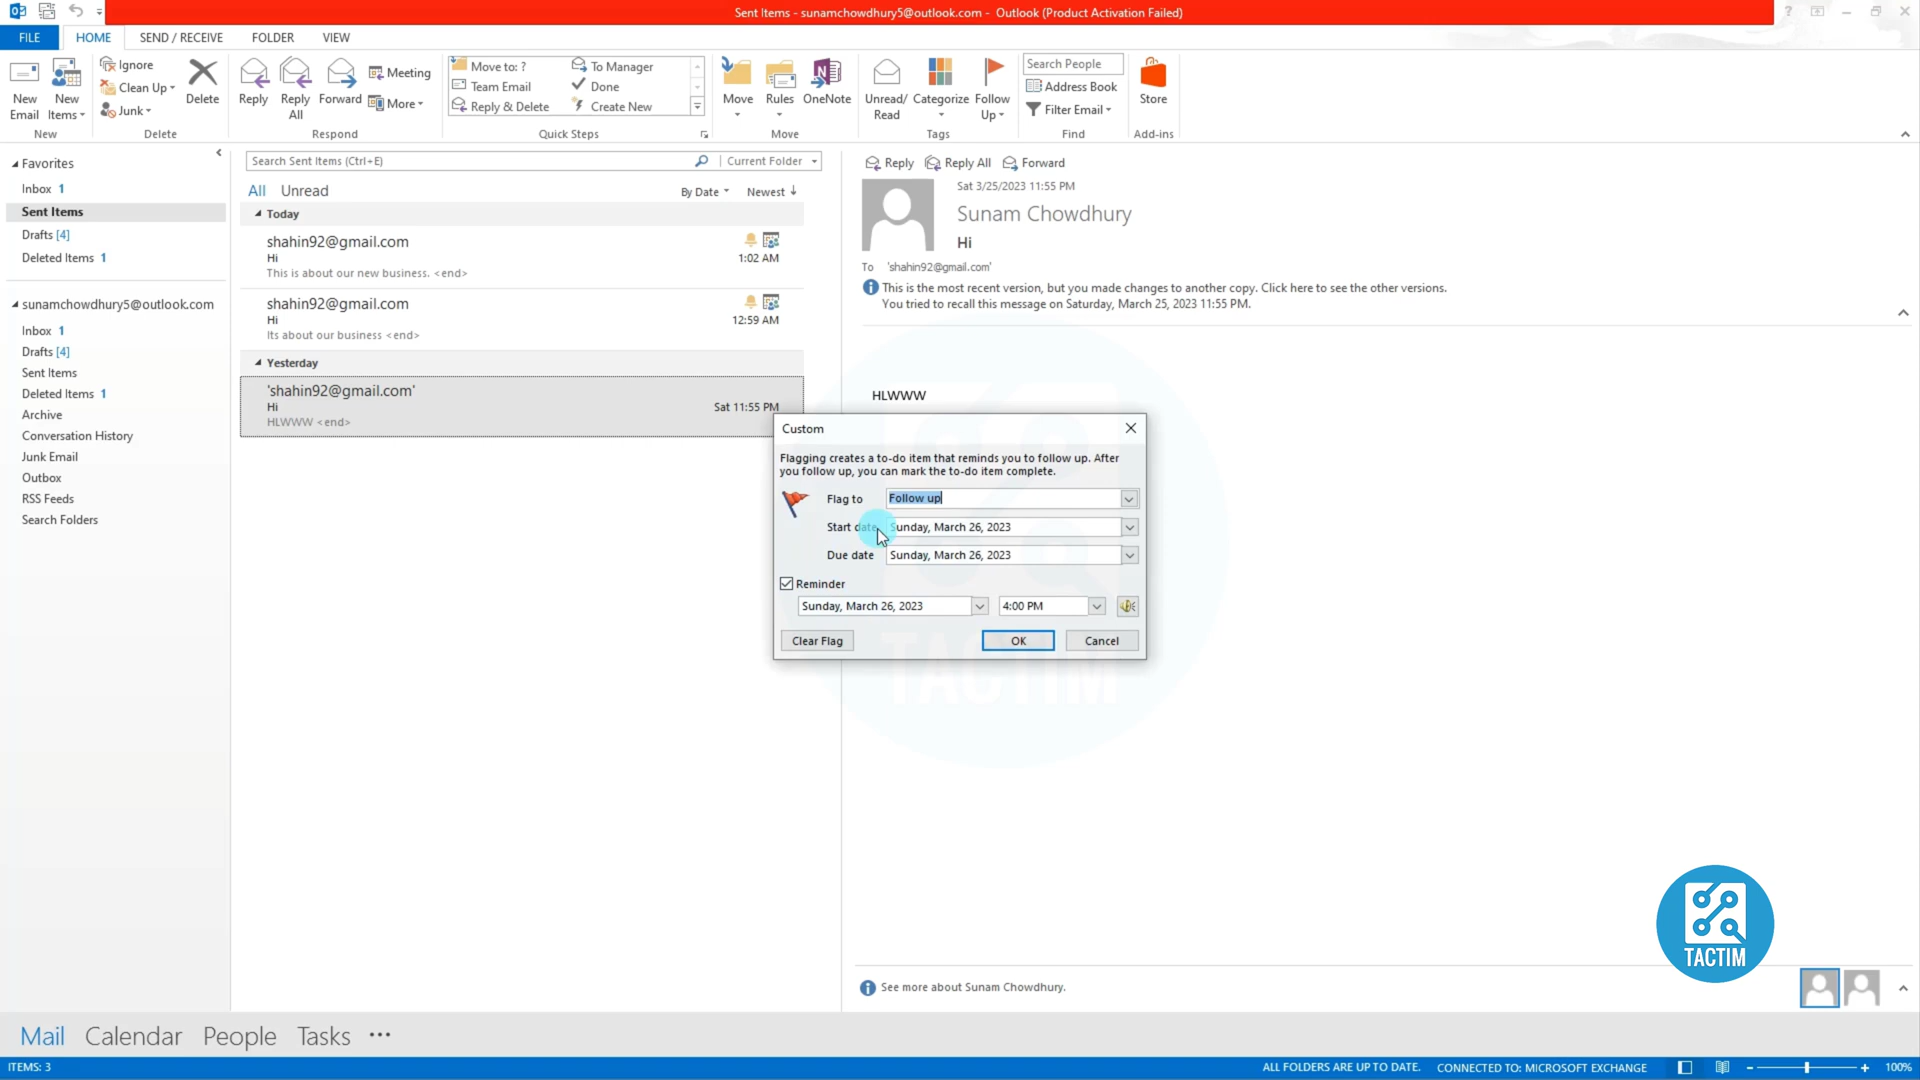 Sent Items - sunamchowdhury5@outlook.com - Outlook (Product Activation Failed)
FILE HOME SEND / RECEIVE FOLDER VIEW
New Email
New Items
New
Ignore
Clean Up
Junk
Delete
Delete
Reply
Reply All
Forward
Meeting
More
Respond
Move to: ?
Team Email
Reply & Delete
To Manager
Done
Create New
Quick Steps
Move
Rules
OneNote
Move
Unread/ Read
Categorize
Follow Up
Tags
Search People
Address Book
Filter Email
Find
Store
Add-ins
Favorites
Inbox 1
Sent Items
Drafts [4]
Deleted Items 1
sunamchowdhury5@outlook.com
Inbox 1
Drafts [4]
Sent Items
Deleted Items 1
Archive
Conversation History
Junk Email
Outbox
RSS Feeds
Search Folders
Search Sent Items (Ctrl+E)
Current Folder
All Unread
By Date Newest
Today
shahin92@gmail.com
Hi 1:02 AM
This is about our new business. <end>
shahin92@gmail.com
Hi 12:59 AM
Its about our business <end>
Yesterday
'shahin92@gmail.com'
Hi Sat 11:55 PM
HLWWW <end>
Reply Reply All Forward
Sat 3/25/2023 11:55 PM
Sunam Chowdhury
Hi
To 'shahin92@gmail.com'
This is the most recent version, but you made changes to another copy. Click here to see the other versions.
You tried to recall this message on Saturday, March 25, 2023 11:55 PM.
HLWWW
Custom
Flagging creates a to-do item that reminds you to follow up. After
you follow up, you can mark the to-do item complete.
Flag to Follow up
Start date Sunday, March 26, 2023
Due date Sunday, March 26, 2023
Reminder
Sunday, March 26, 2023 4:00 PM
Clear Flag OK Cancel
TACTIM
TACTIM
See more about Sunam Chowdhury.
Mail Calendar People Tasks
ITEMS: 3
ALL FOLDERS ARE UP TO DATE. CONNECTED TO: MICROSOFT EXCHANGE 100%